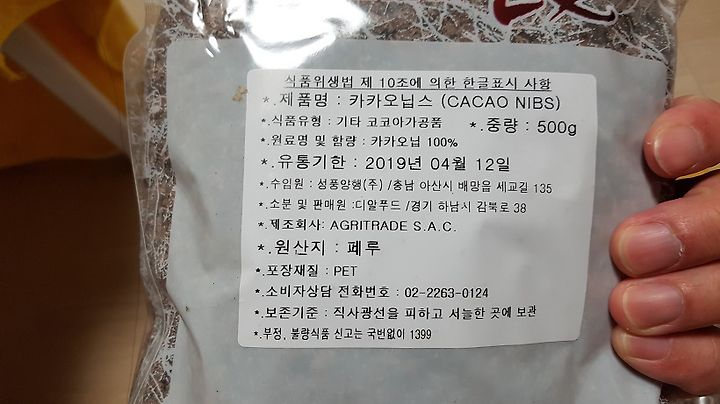 식품위생법 제 10조에 의한 한글표시 사항
*.제품명 : 카카오닙스 (CACAO NIBS)
*.식품유형 : 기타 코코아가공품 *.중량 : 500g
*.원료명 및 함량 : 카카오닙 100%
*.유통기한 : 2019년 04월 12일
*.수입원 : 성풍양행(주) /충남 아산시 배방읍 세교길 135
*.소분 및 판매원 :디알푸드 /경기 하남시 감북로 38
*.제조회사: AGRITRADE S.A.C.
*.원산지 : 페루
*.포장재질 : PET
*.소비자상담 전화번호 : 02-2263-0124
*.보존기준 : 직사광선을 피하고 서늘한 곳에 보관
*.부정, 불량식품 신고는 국번없이 1399